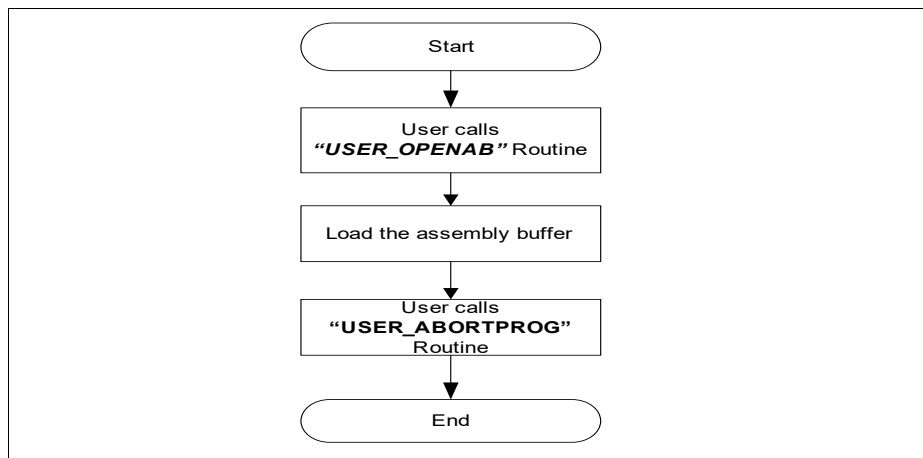 Start
User calls
“USER_OPENAB” Routine
Load the assembly buffer
User calls
“USER_ABORTPROG”
Routine
End